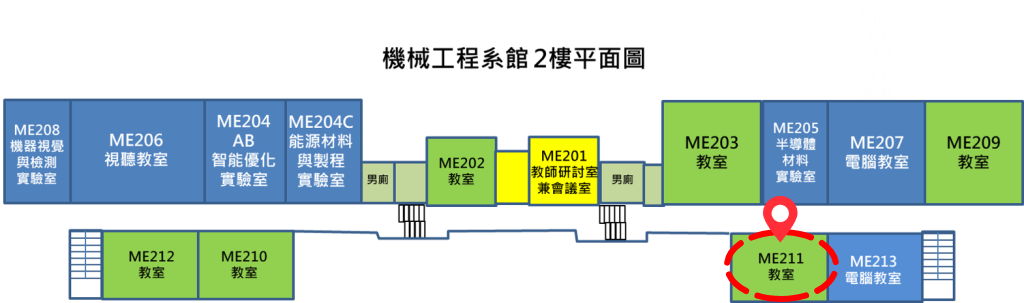 機械工程系館 2樓平面圖
ME208
機器視覺
與檢測
實驗室
ME206
視聽教室
ME204
AB
智能優化
實驗室
ME204C
能源材料
與製程
實驗室
男廁
ME202
教室
ME201
教師研討室
兼會議室
男廁
ME203
教室
ME205
半導體
材料
實驗室
ME207
電腦教室
ME209
教室
ME212
教室
ME210
教室
ME211
教室
ME213
電腦教室